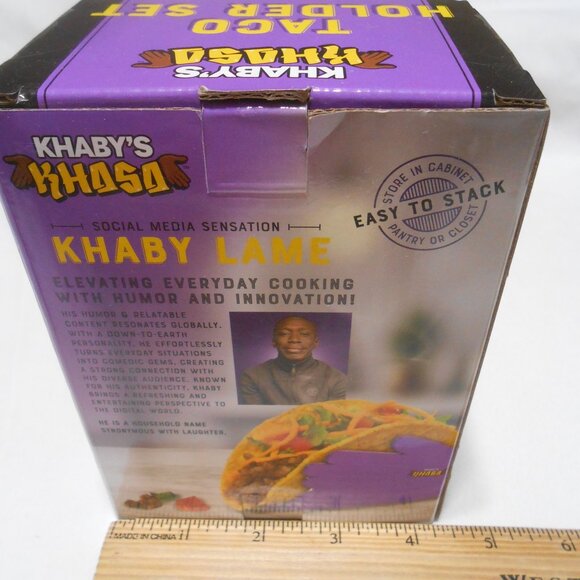 TACO
HOLDER SET
KHABY'S
KHASA
KHABY'S
KHASA
STORE IN CABINET
EASY TO STACK
PANTRY OR CLOSET
SOCIAL MEDIA SENSATION
KHABY LAME
ELEVATING EVERYDAY COOKING
WITH HUMOR AND INNOVATION!
HIS HUMOR & RELATABLE
CONTENT RESONATES GLOBALLY.
WITH A DOWN-TO-EARTH
PERSONALITY, HE EFFORTLESSLY
TURNS EVERYDAY SITUATIONS
INTO COMEDIC GEMS, CREATING
A STRONG CONNECTION WITH
HIS DIVERSE AUDIENCE. KNOWN
FOR HIS AUTHENTICITY, KHABY
BRINGS A REFRESHING AND
ENTERTAINING PERSPECTIVE TO
THE DIGITAL WORLD.
HE IS A HOUSEHOLD NAME
SYNONYMOUS WITH LAUGHTER.
MADE IN CHINA 1 2 3 4 5 6